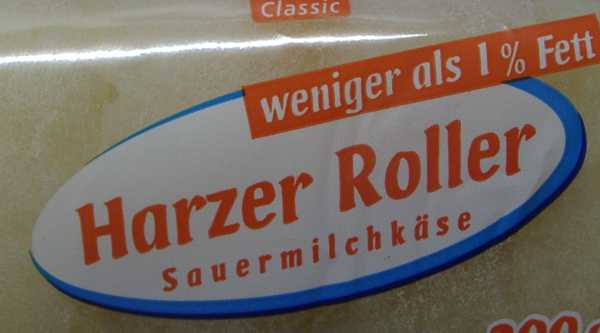 Classic
weniger als 1% Fett
Harzer Roller
Sauermilchkäse